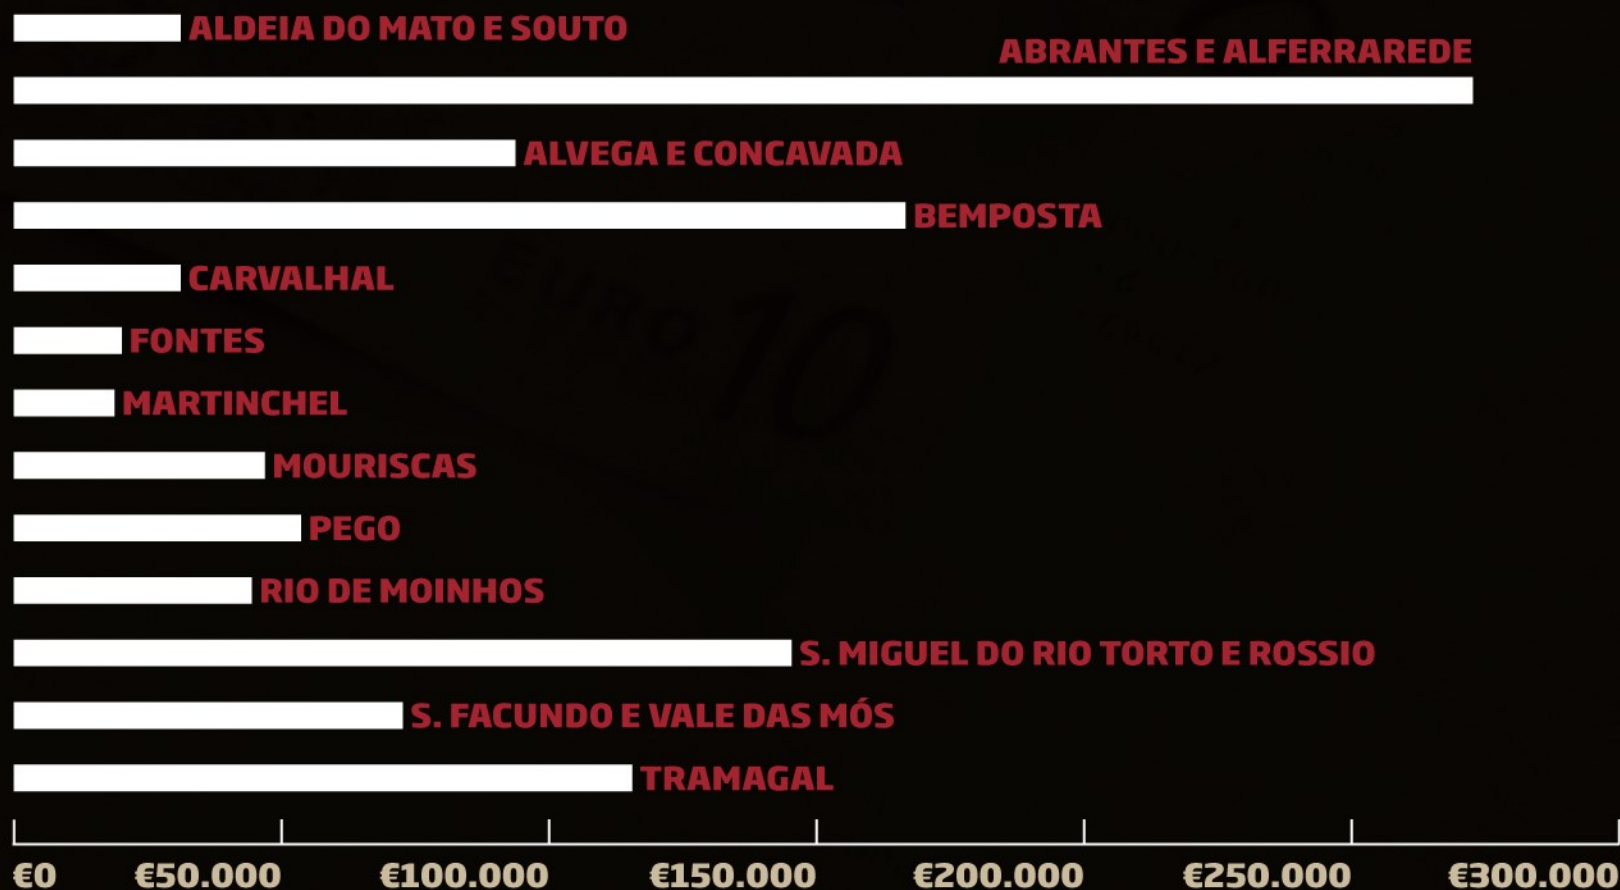 ALDEIA DO MATO E SOUTO
ABRANTES E ALFERRAREDE
ALVEGA E CONCAVADA
BEMPOSTA
CARVALHAL
EURO 10
FONTES
MARTINCHEL
MOURISCAS
PEGO
RIO DE MOINHOS
S. MIGUEL DO RIO TORTO E ROSSIO
S. FACUNDO E VALE DAS MÓS
TRAMAGAL
€0 €50.000 €100.000 €150.000 €200.000 €250.000 €300.000